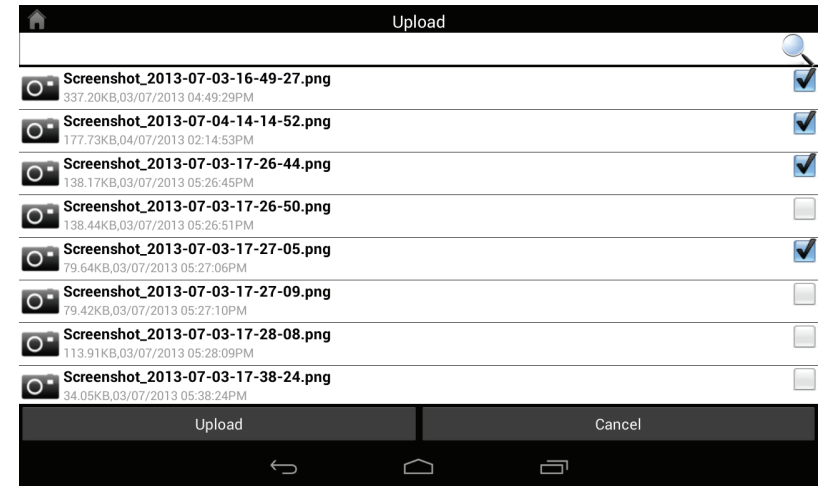 Upload
Screenshot_2013-07-03-16-49-27.png
337.20KB,03/07/2013 04:49:29PM
Screenshot_2013-07-04-14-14-52.png
177.73KB,04/07/2013 02:14:53PM
Screenshot_2013-07-03-17-26-44.png
138.17KB,03/07/2013 05:26:45PM
Screenshot_2013-07-03-17-26-50.png
138.44KB,03/07/2013 05:26:51PM
Screenshot_2013-07-03-17-27-05.png
79.64KB,03/07/2013 05:27:06PM
Screenshot_2013-07-03-17-27-09.png
79.42KB,03/07/2013 05:27:10PM
Screenshot_2013-07-03-17-28-08.png
113.91KB,03/07/2013 05:28:09PM
Screenshot_2013-07-03-17-38-24.png
34.05KB,03/07/2013 05:38:24PM
Upload Cancel